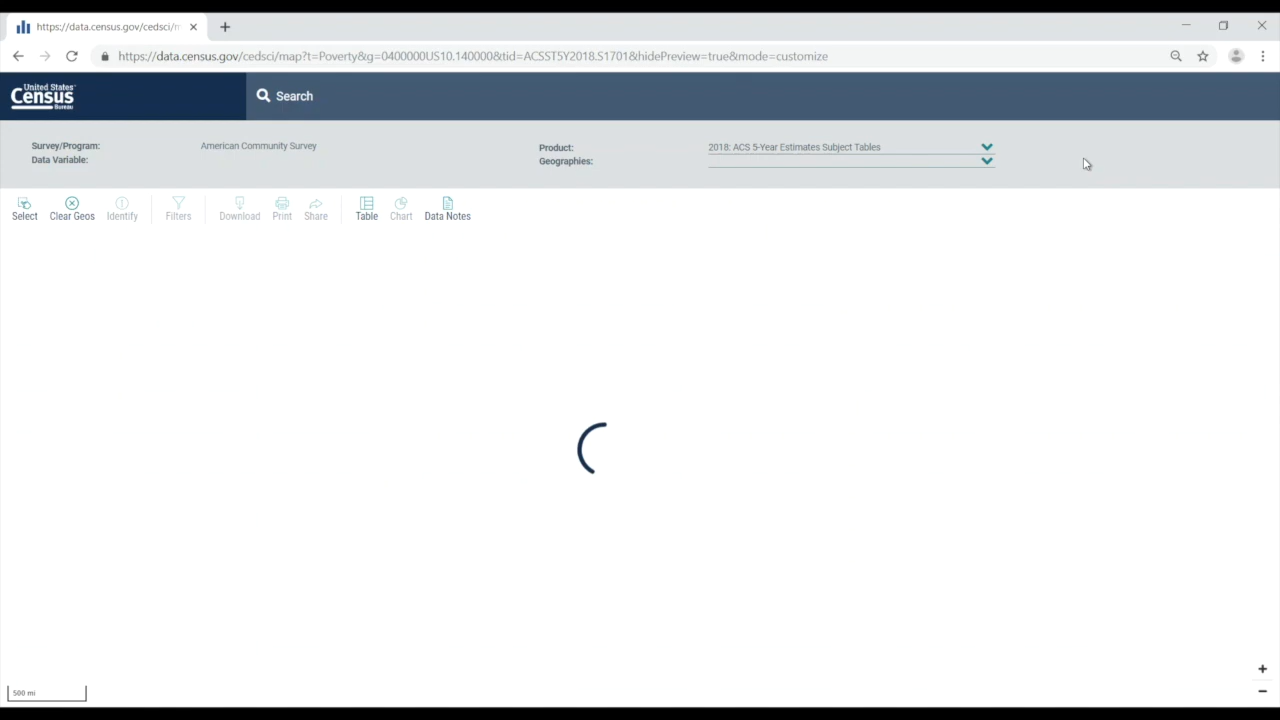 https://data.census.gov/cedsci/m
https://data.census.gov/cedsci/map?t=Poverty&g=0400000US10.140000&tid=ACSST5Y2018.S1701&hidePreview=true&mode=customize
United States®
Census
Bureau
Search
Survey/Program: American Community Survey Product: 2018: ACS 5-Year Estimates Subject Tables
Data Variable: Geographies:
Select Clear Geos Identify Filters Download Print Share Table Chart Data Notes
500 mi